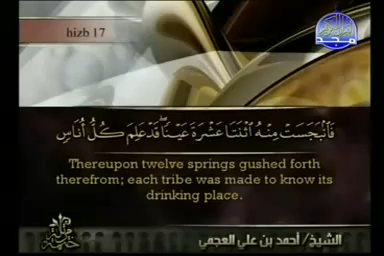 hizb 17
المجد
فَٱنۢبَجَسَتْ مِنْهُ ٱثْنَتَا عَشْرَةَ عَيْنًا ۖ قَدْ عَلِمَ كُلُّ أُنَاسٍ
Thereupon twelve springs gushed forth
therefrom; each tribe was made to know its
drinking place.
الشيخ/ أحمد بن علي العجمي